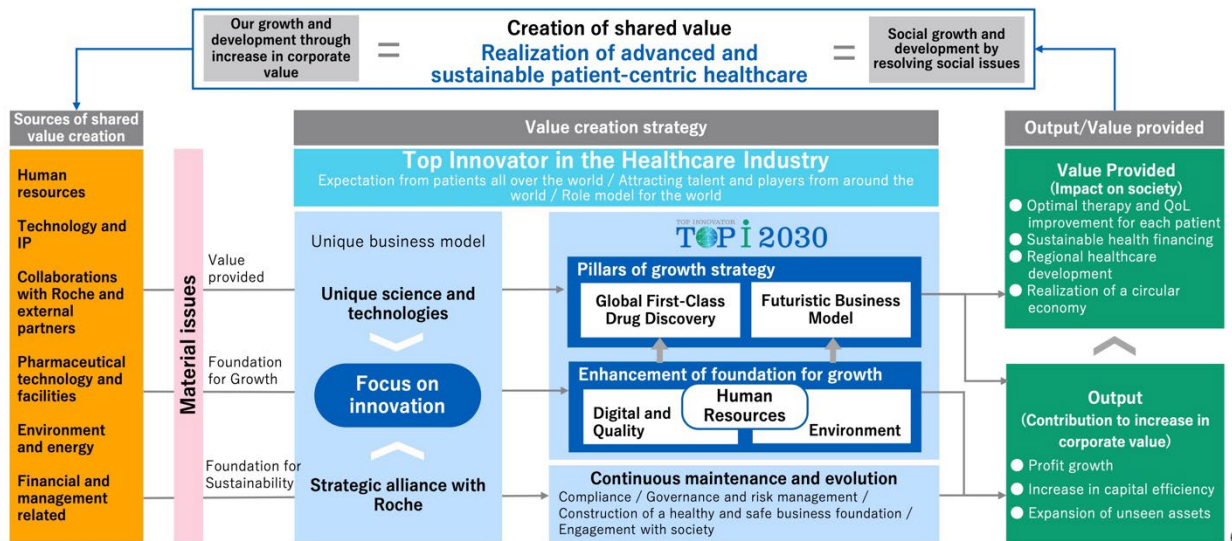 Our growth and
development through
increase in corporate
value
=
Creation of shared value
Realization of advanced and
sustainable patient-centric healthcare
=
Social growth and
development by
resolving social issues
Sources of shared
value creation
Human
resources
Technology and
IP
Collaborations
with Roche and
external
partners
Pharmaceutical
technology and
facilities
Environment
and energy
Financial and
management
related
Material issues
Value
provided
Foundation
for Growth
Foundation for
Sustainability
Value creation strategy
Top Innovator in the Healthcare Industry
Expectation from patients all over the world / Attracting talent and players from around the
world / Role model for the world
Unique business model
Unique science and
technologies
Focus on
innovation
Strategic alliance with
Roche
TOP INNOVATOR
TOP i 2030
Pillars of growth strategy
Global First-Class
Drug Discovery
Futuristic Business
Model
Enhancement of foundation for growth
Digital and
Quality
Human
Resources
Environment
Continuous maintenance and evolution
Compliance / Governance and risk management /
Construction of a healthy and safe business foundation /
Engagement with society
Output/Value provided
Value Provided
(Impact on society)
Optimal therapy and QoL
improvement for each patient
Sustainable health financing
Regional healthcare
development
Realization of a circular
economy
Output
(Contribution to increase in
corporate value)
Profit growth
Increase in capital efficiency
Expansion of unseen assets